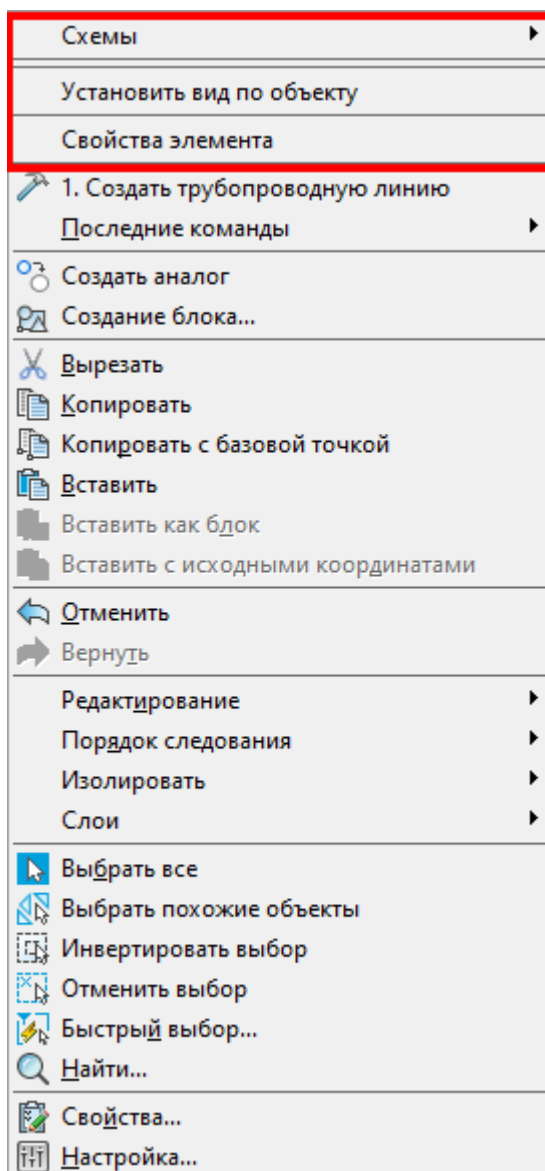 Схемы
Установить вид по объекту
Свойства элемента
1. Создать трубопроводную линию
Последние команды
Создать аналог
Создание блока...
Вырезать
Копировать
Копировать с базовой точкой
Вставить
Вставить как блок
Вставить с исходными координатами
Отменить
Вернуть
Редактирование
Порядок следования
Изолировать
Слои
Выбрать все
Выбрать похожие объекты
Инвертировать выбор
Отменить выбор
Быстрый выбор...
Найти...
Свойства...
Настройка...